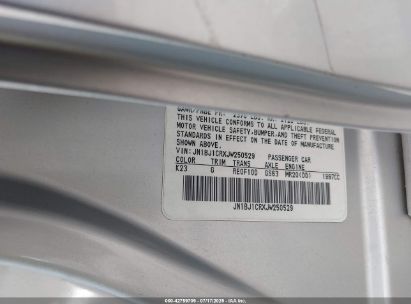 THIS VEHICLE CONFORMS TO ALL APPLICABLE FEDERAL
MOTOR VEHICLE SAFETY, BUMPER, AND THEFT PREVENTION
STANDARDS IN EFFECT ON THE DATE OF MANUFACTURE
SHOWN ABOVE.
VIN: JN1BJ1CRXJW250529 PASSENGER CAR
COLOR TRIM TRANS AXLE ENGINE
K23 G RE0F10D GS63 MR20(DD) 1997CC
JN1BJ1CRXJW250529